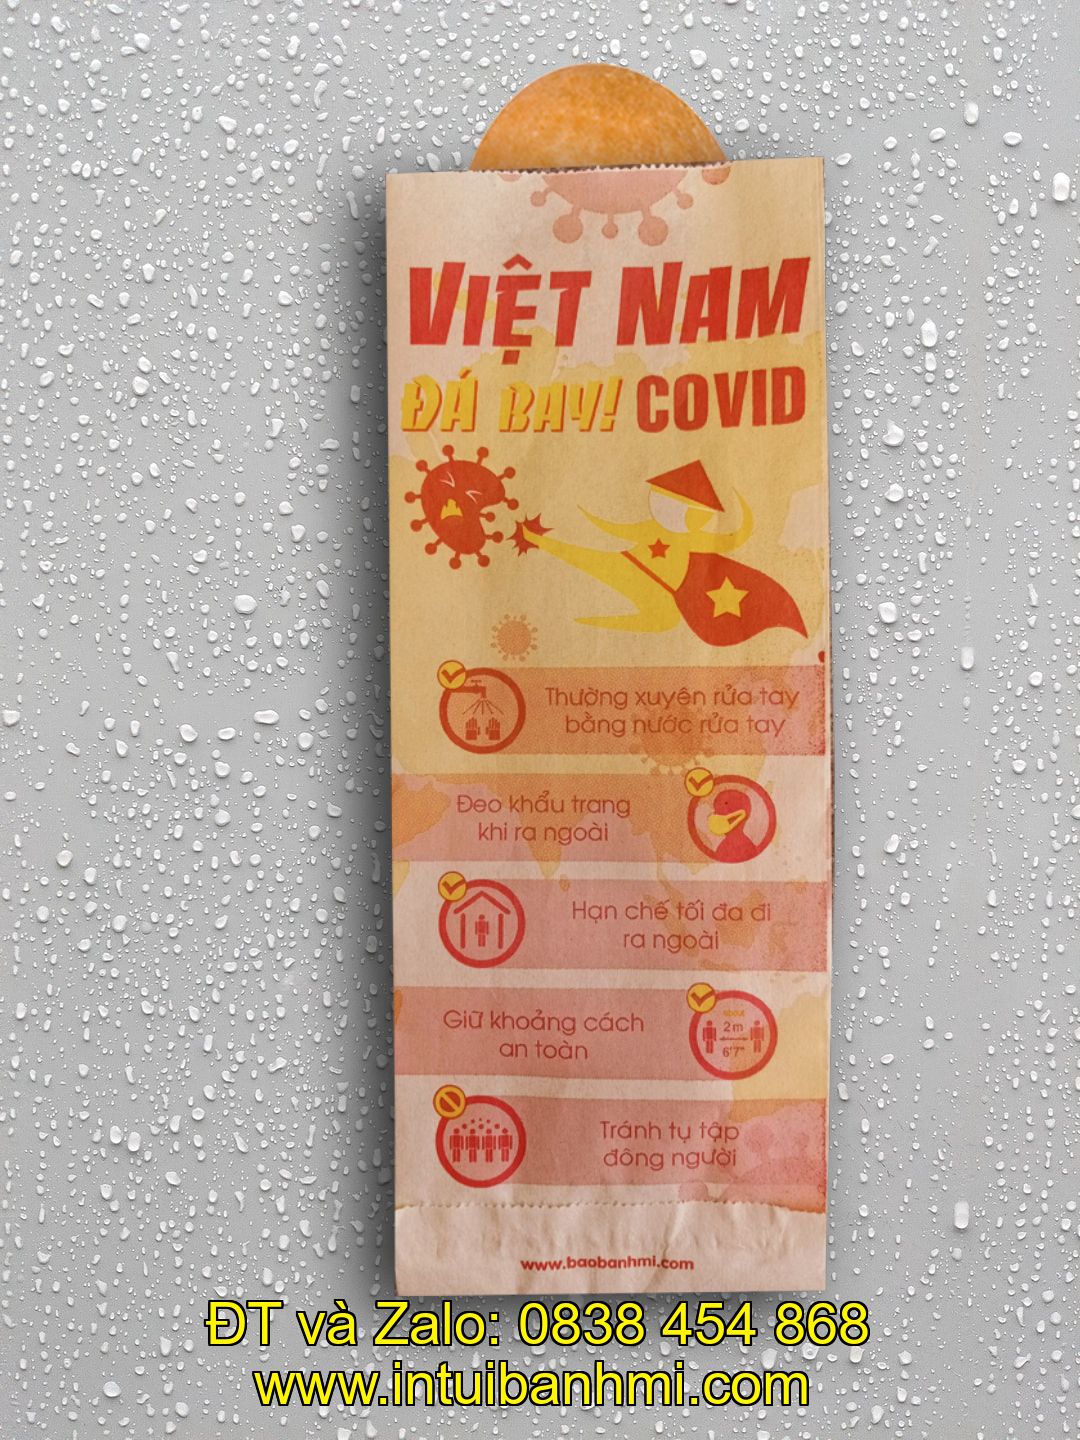 VIỆT NAM
ĐÁ BAY! COVID
Thường xuyên rửa tay
bằng nước rửa tay
Đeo khẩu trang
khi ra ngoài
Hạn chế tối đa đi
ra ngoài
Giữ khoảng cách
an toàn
about
2 m
6'7"
Tránh tụ tập
đông người
www.baobanhmi.com
ĐT và Zalo: 0838 454 868
www.intuibanhmi.com